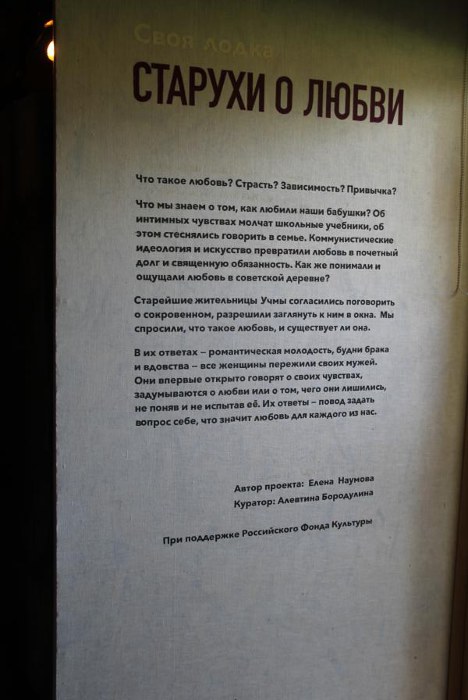 Своя лодка
СТАРУХИ О ЛЮБВИ
Что такое любовь? Страсть? Зависимость? Привычка?
Что мы знаем о том, как любили наши бабушки? Об
интимных чувствах молчат школьные учебники, об
этом стеснялись говорить в семье. Коммунистические
идеология и искусство превратили любовь в почетный
долг и священную обязанность. Как же понимали и
ощущали любовь в советской деревне?
Старейшие жительницы Учмы согласились поговорить
о сокровенном, разрешили заглянуть к ним в окна. Мы
спросили, что такое любовь, и существует ли она.
В их ответах – романтическая молодость, будни брака
и вдовства – все женщины пережили своих мужей.
Они впервые открыто говорят о своих чувствах,
задумываются о любви или о том, чего они лишились,
не поняв и не испытав её. Их ответы – повод задать
вопрос себе, что значит любовь для каждого из нас.
Автор проекта: Елена Наумова
Куратор: Алевтина Бородулина
При поддержке Российского Фонда Культуры